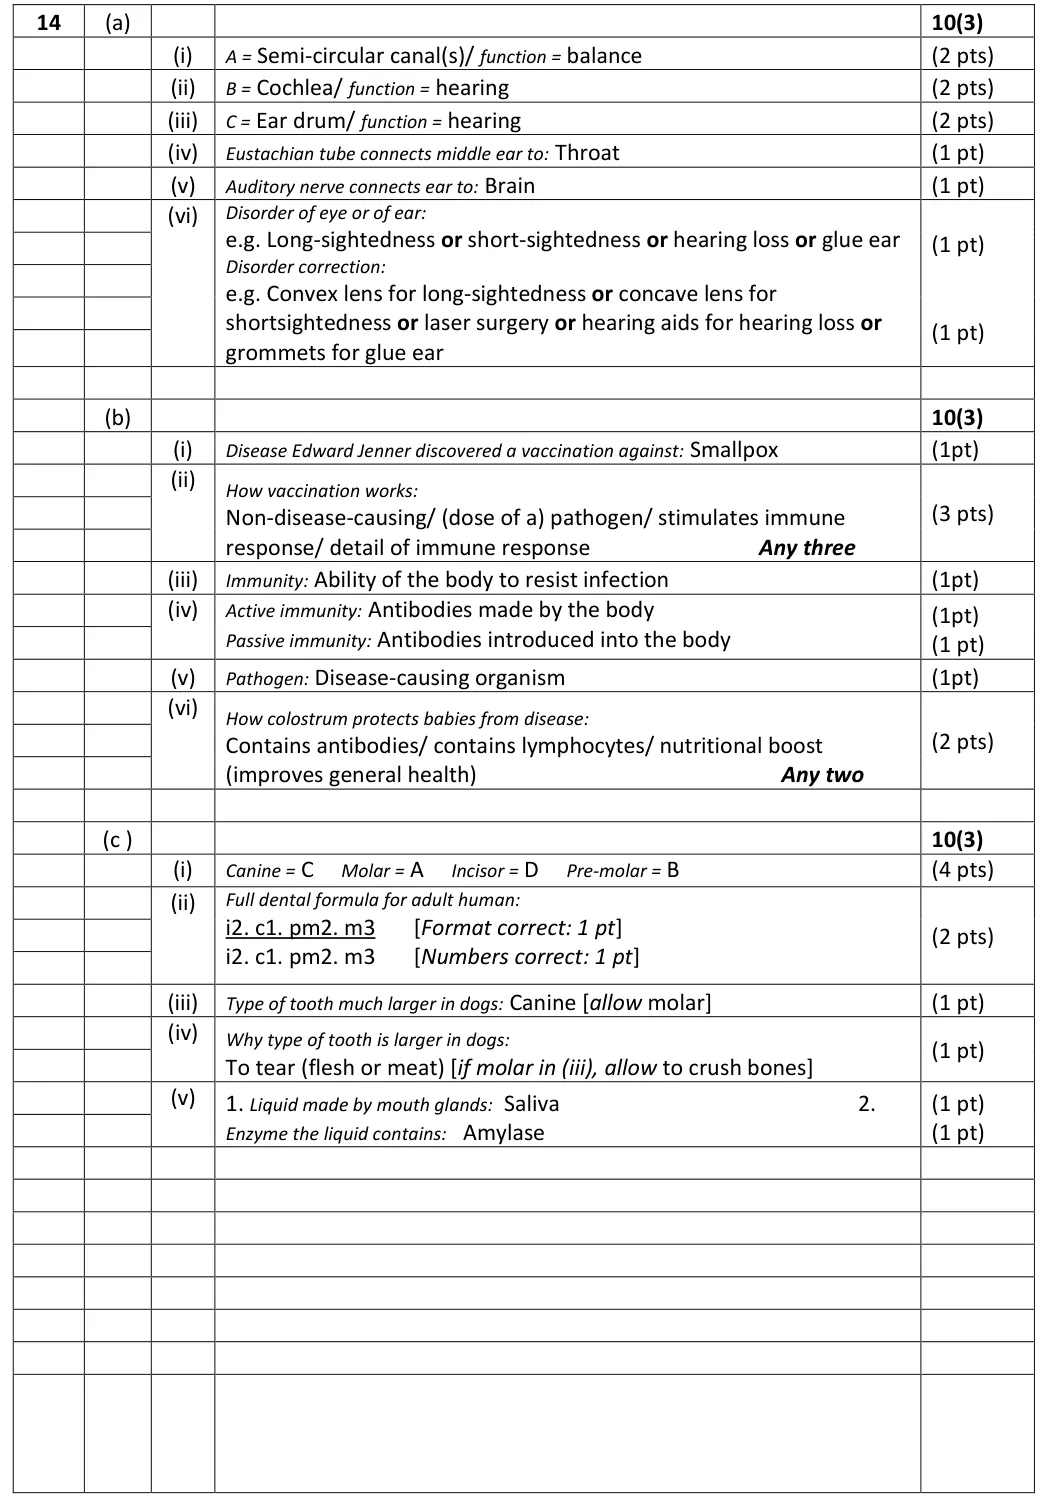 14 (a) 10(3)
(i) A = Semi-circular canal(s)/ function = balance (2 pts)
(ii) B = Cochlea/ function = hearing (2 pts)
(iii) C = Ear drum/ function = hearing (2 pts)
(iv) Eustachian tube connects middle ear to: Throat (1 pt)
(v) Auditory nerve connects ear to: Brain (1 pt)
(vi) Disorder of eye or of ear:
e.g. Long-sightedness or short-sightedness or hearing loss or glue ear (1 pt)
Disorder correction:
e.g. Convex lens for long-sightedness or concave lens for
shortsightedness or laser surgery or hearing aids for hearing loss or (1 pt)
grommets for glue ear
(b) 10(3)
(i) Disease Edward Jenner discovered a vaccination against: Smallpox (1pt)
(ii) How vaccination works:
Non-disease-causing/ (dose of a) pathogen/ stimulates immune (3 pts)
response/ detail of immune response Any three
(iii) Immunity: Ability of the body to resist infection (1pt)
(iv) Active immunity: Antibodies made by the body (1pt)
Passive immunity: Antibodies introduced into the body (1 pt)
(v) Pathogen: Disease-causing organism (1pt)
(vi) How colostrum protects babies from disease:
Contains antibodies/ contains lymphocytes/ nutritional boost (2 pts)
(improves general health) Any two
(c ) 10(3)
(i) Canine = C Molar = A Incisor = D Pre-molar = B (4 pts)
(ii) Full dental formula for adult human:
i2. c1. pm2. m3 [Format correct: 1 pt] (2 pts)
i2. c1. pm2. m3 [Numbers correct: 1 pt]
(iii) Type of tooth much larger in dogs: Canine [allow molar] (1 pt)
(iv) Why type of tooth is larger in dogs: (1 pt)
To tear (flesh or meat) [if molar in (iii), allow to crush bones]
(v) 1. Liquid made by mouth glands: Saliva 2. (1 pt)
Enzyme the liquid contains: Amylase (1 pt)